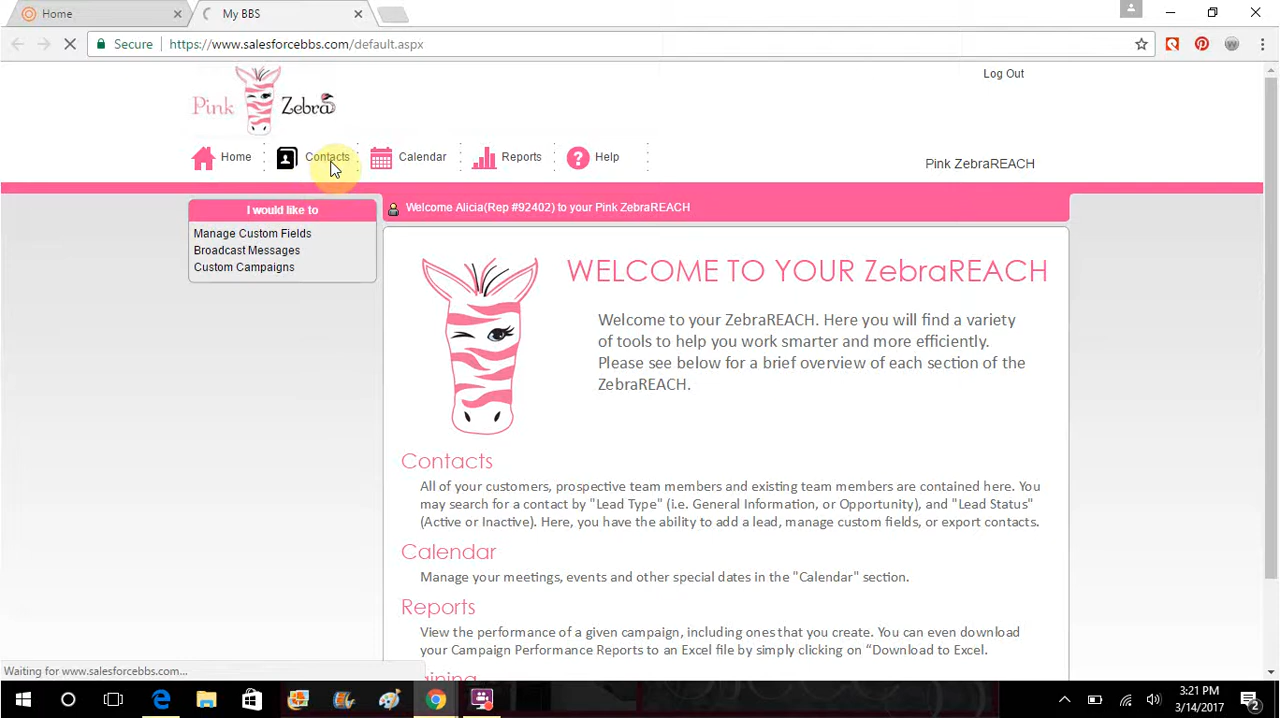 Home
My BBS
Secure
https://www.salesforcebbs.com/default.aspx
Log Out
Pink Zebra
Home
Contacts
Calendar
Reports
Help
Pink ZebraREACH
I would like to
Manage Custom Fields
Broadcast Messages
Custom Campaigns
Welcome Alicia(Rep #92402) to your Pink ZebraREACH
WELCOME TO YOUR ZebraREACH
Welcome to your ZebraREACH. Here you will find a variety
of tools to help you work smarter and more efficiently.
Please see below for a brief overview of each section of the
ZebraREACH.
Contacts
All of your customers, prospective team members and existing team members are contained here. You
may search for a contact by "Lead Type" (i.e. General Information, or Opportunity), and "Lead Status"
(Active or Inactive). Here, you have the ability to add a lead, manage custom fields, or export contacts.
Calendar
Manage your meetings, events and other special dates in the "Calendar" section.
Reports
View the performance of a given campaign, including ones that you create. You can even download
your Campaign Performance Reports to an Excel file by simply clicking on “Download to Excel.
Waiting for www.salesforcebbs.com...
3:21 PM
3/14/2017
2